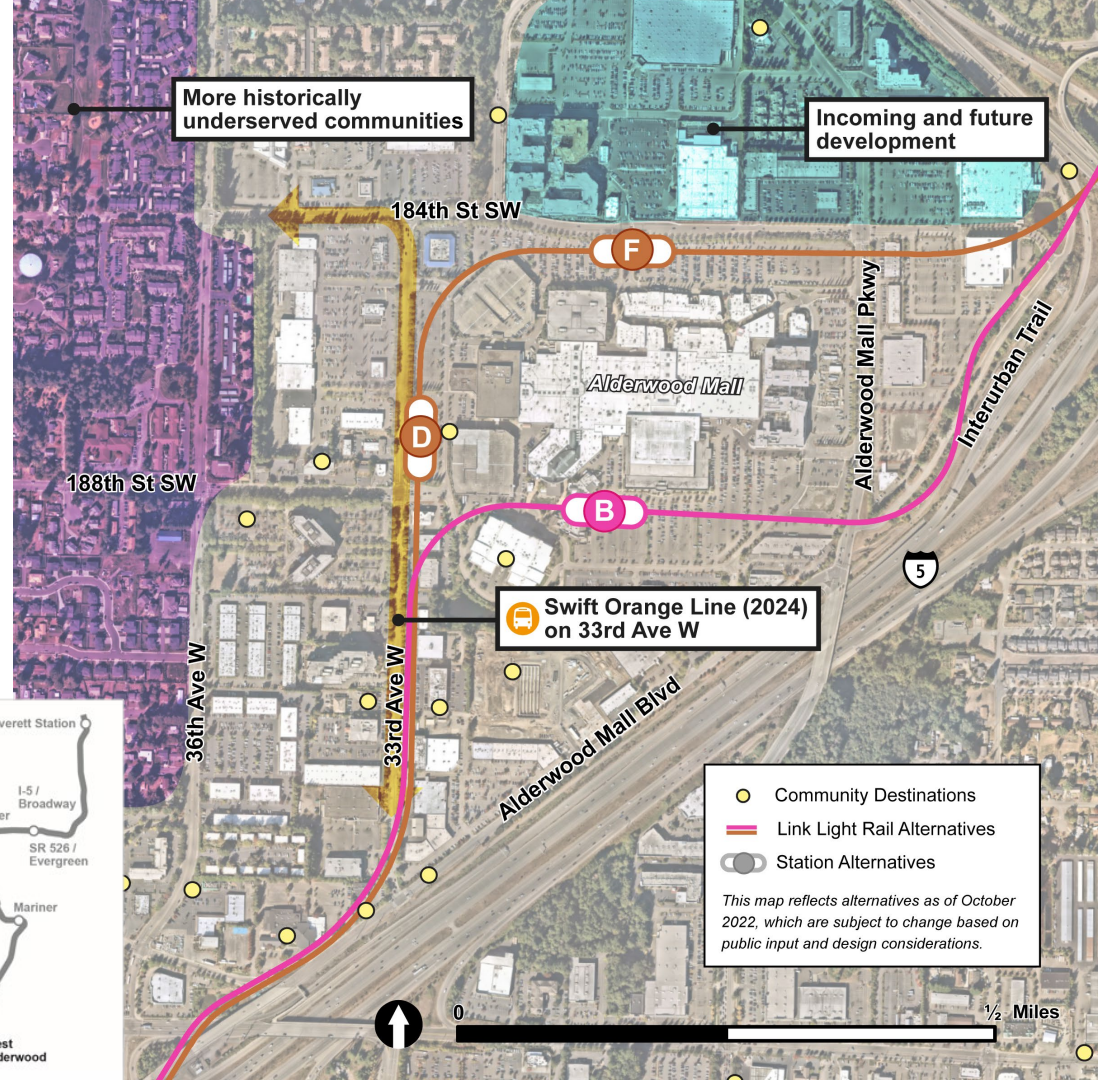 More historically
underserved communities
Incoming and future
development
184th St SW
F
Alderwood Mall Pkwy
Interurban Trail
Alderwood Mall
D
188th St SW
B
5
Swift Orange Line (2024)
on 33rd Ave W
36th Ave W
33rd Ave W
Alderwood Mall Blvd
verett Station
I-5 /
Broadway
er
SR 526 /
Evergreen
Mariner
est
derwood
Community Destinations
Link Light Rail Alternatives
Station Alternatives
This map reflects alternatives as of October
2022, which are subject to change based on
public input and design considerations.
0
½ Miles